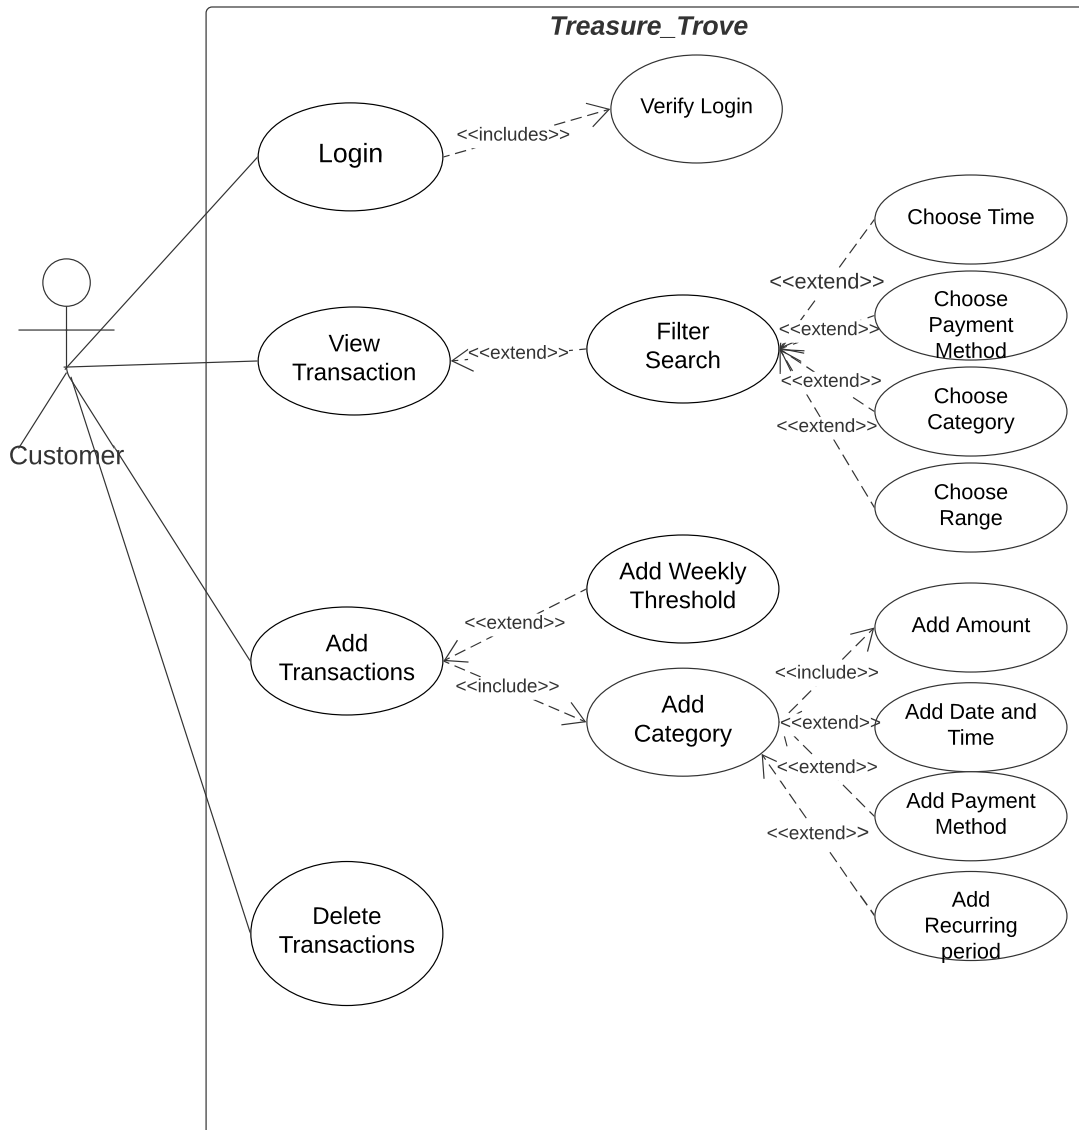 Treasure_Trove
Verify Login
<<includes>>
Login
Choose Time
<<extend>>
Choose
Payment
Method
<<extend>>
Filter
Search
View
Transaction
<<extend>>
<<extend>>
Choose
Category
<<extend>>
Customer
Choose
Range
Add Weekly
Threshold
<<extend>>
Add Amount
Add
Transactions
<<include>>
<<include>>
Add
Category
<<extend>>
Add Date and
Time
<<extend>>
Add Payment
Method
<<extend>>
Delete
Transactions
Add
Recurring
period